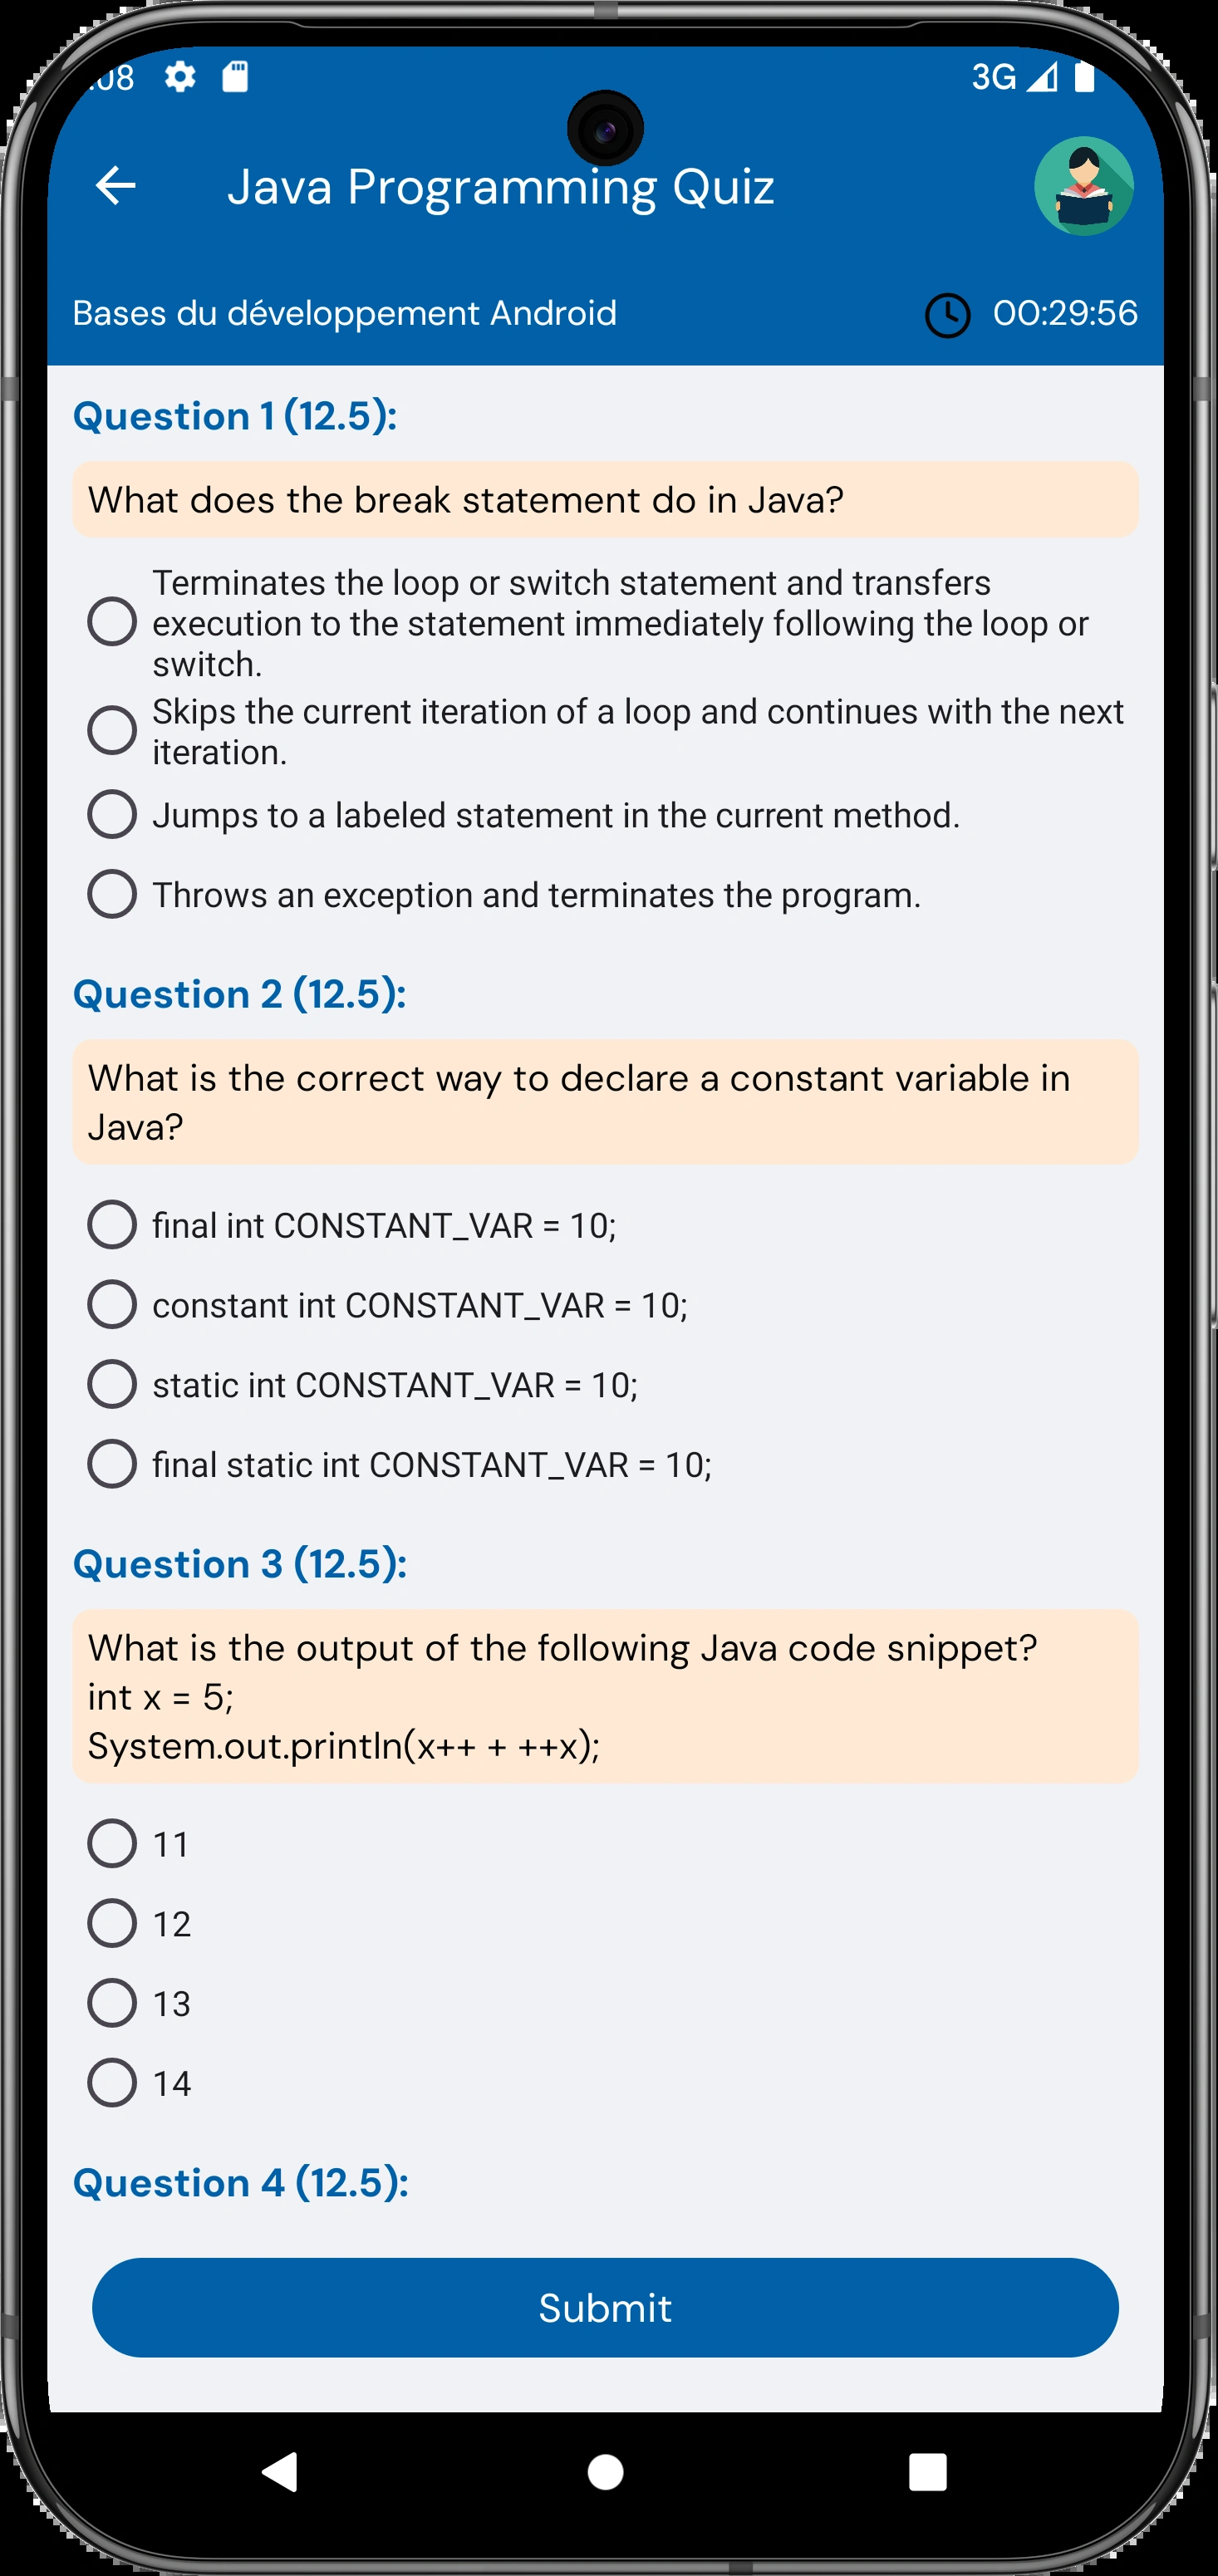 :08
3G
Java Programming Quiz
Bases du développement Android
00:29:56
Question 1 (12.5):
What does the break statement do in Java?
Terminates the loop or switch statement and transfers
execution to the statement immediately following the loop or
switch.
Skips the current iteration of a loop and continues with the next
iteration.
Jumps to a labeled statement in the current method.
Throws an exception and terminates the program.
Question 2 (12.5):
What is the correct way to declare a constant variable in
Java?
final int CONSTANT_VAR = 10;
constant int CONSTANT_VAR = 10;
static int CONSTANT_VAR = 10;
final static int CONSTANT_VAR = 10;
Question 3 (12.5):
What is the output of the following Java code snippet?
int x = 5;
System.out.println(x++ + ++x);
11
12
13
14
Question 4 (12.5):
Submit